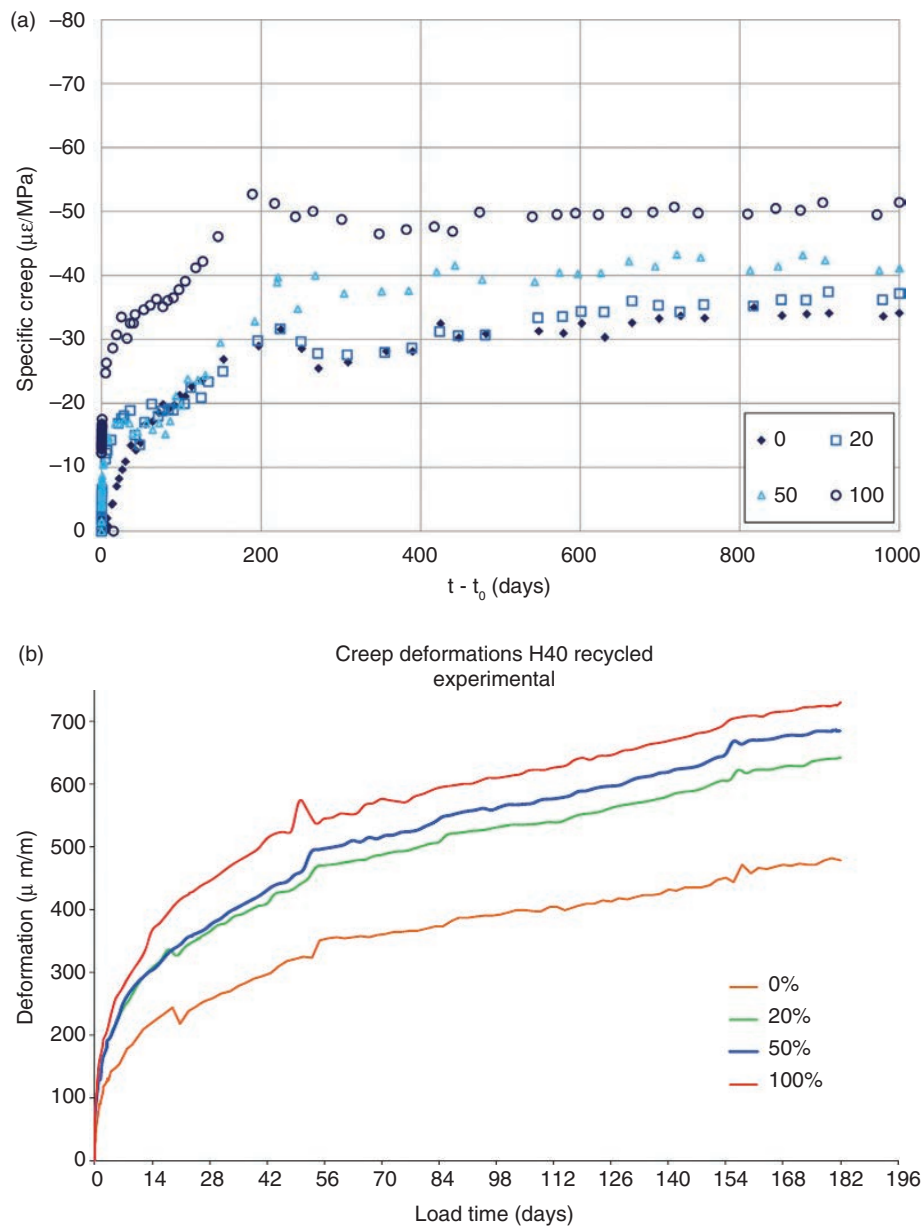 (a)
–80
–70
–60
–50
–40
–30
–20
–10
0
Specific creep (με/MPa)
0 20
50 100
0 200 400 600 800 1000
t - t0 (days)
(b)
Creep deformations H40 recycled
experimental
700
600
500
400
300
200
100
0
Deformation (μ m/m)
0%
20%
50%
100%
0 14 28 42 56 70 84 98 112 126 140 154 168 182 196
Load time (days)